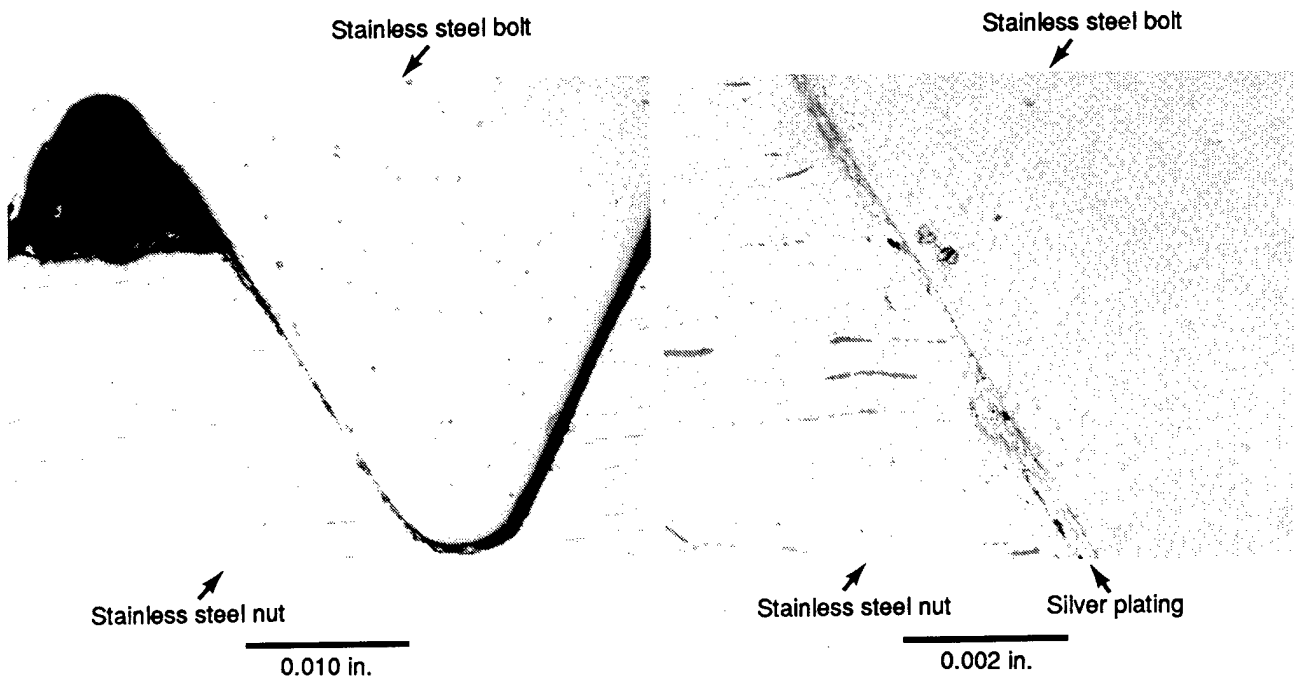 Stainless steel bolt
Stainless steel nut
0.010 in.
Stainless steel bolt
Stainless steel nut
Silver plating
0.002 in.